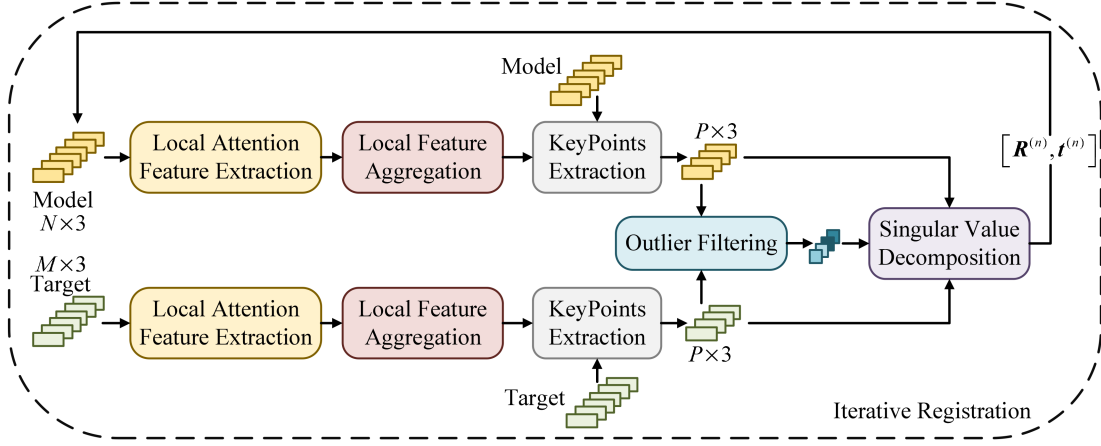 Model
Local Attention
Feature Extraction
Local Feature
Aggregation
KeyPoints
Extraction
P×3
[R⁽ⁿ⁾, t⁽ⁿ⁾]
Model
N×3
Outlier Filtering
Singular Value
Decomposition
M×3
Target
Local Attention
Feature Extraction
Local Feature
Aggregation
KeyPoints
Extraction
P×3
Target
Iterative Registration